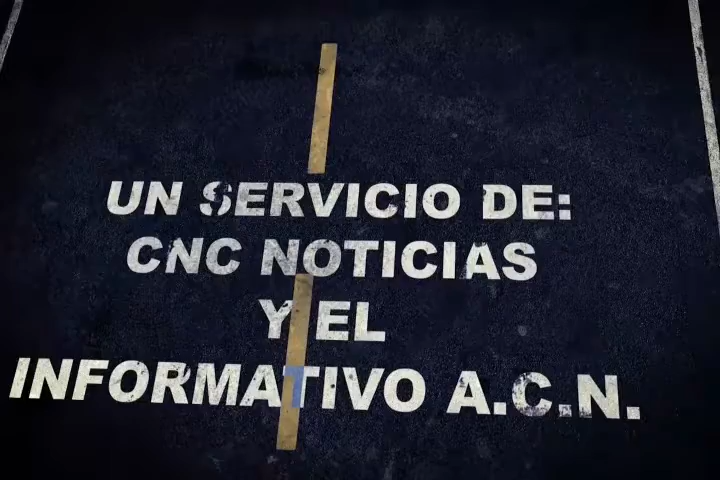 UN SERVICIO DE:
CNC NOTICIAS
Y EL
INFORMATIVO A.C.N.